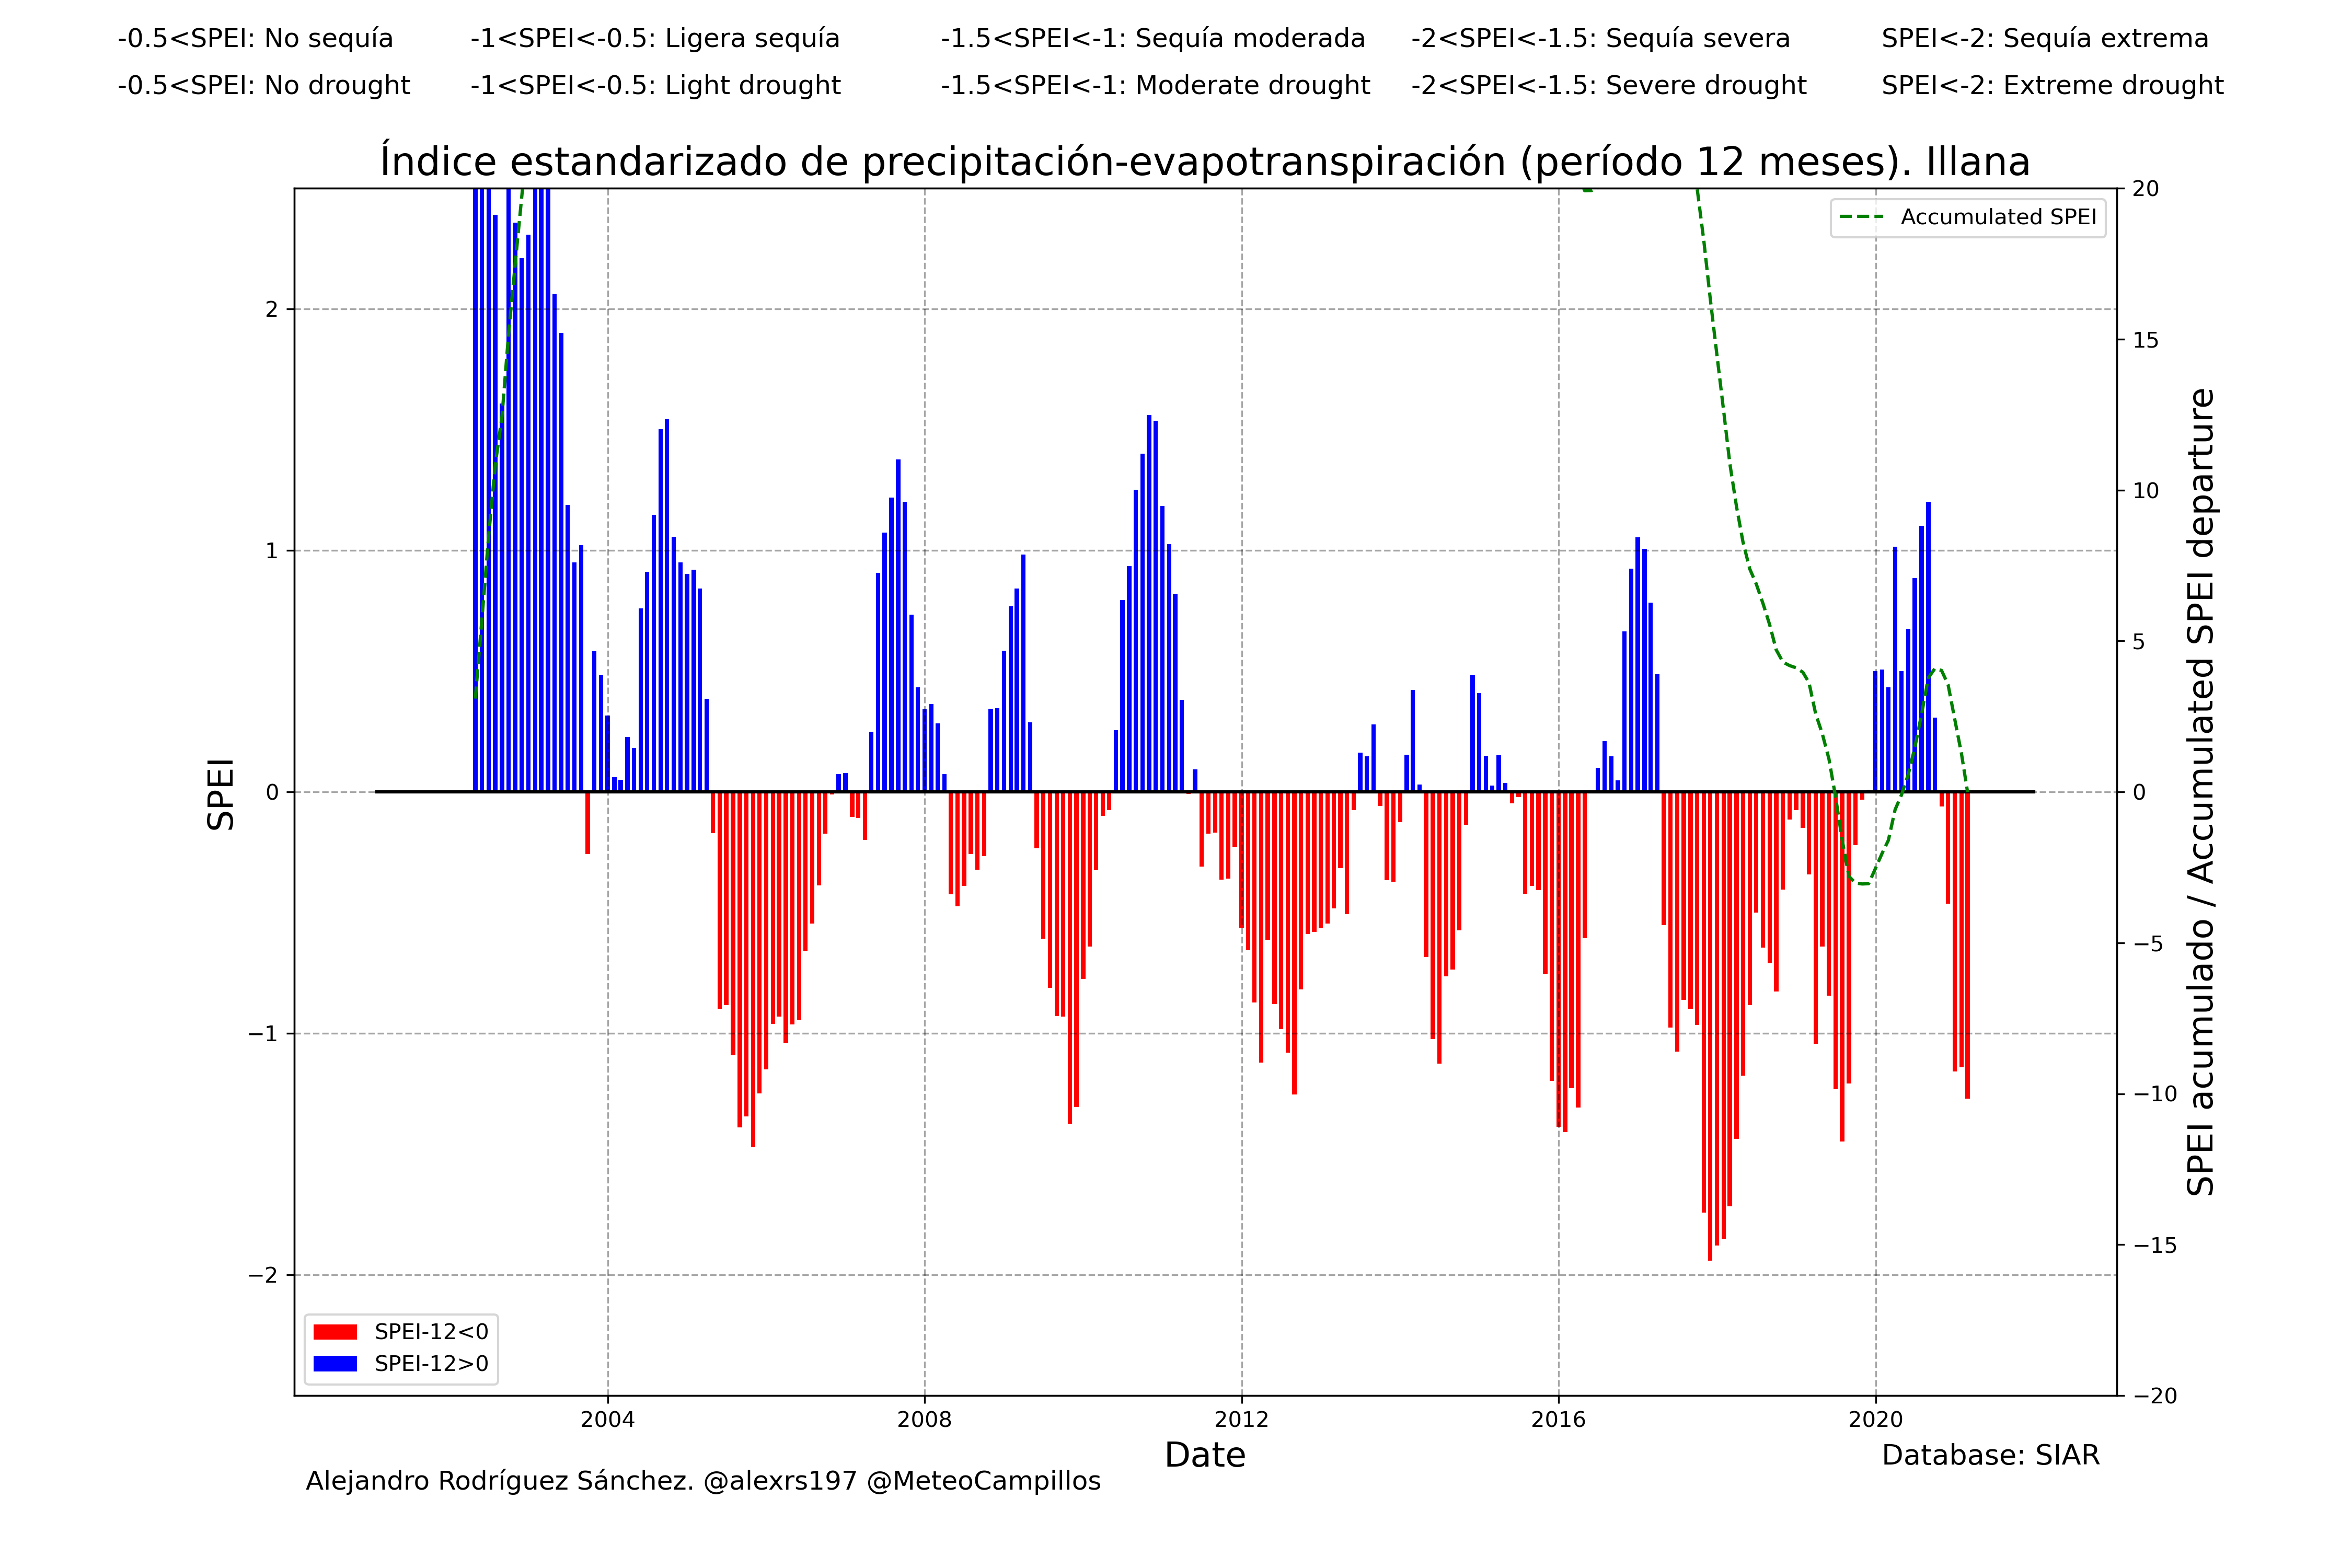 -0.5<SPEI: No sequía -1<SPEI<-0.5: Ligera sequía -1.5<SPEI<-1: Sequía moderada -2<SPEI<-1.5: Sequía severa SPEI<-2: Sequía extrema
-0.5<SPEI: No drought -1<SPEI<-0.5: Light drought -1.5<SPEI<-1: Moderate drought -2<SPEI<-1.5: Severe drought SPEI<-2: Extreme drought
Índice estandarizado de precipitación-evapotranspiración (período 12 meses). Illana
Accumulated SPEI
2
1
0
−1
−2
SPEI
20
15
10
5
0
−5
−10
−15
−20
SPEI acumulado / Accumulated SPEI departure
SPEI-12<0
SPEI-12>0
2004 2008 2012 2016 2020
Date
Database: SIAR
Alejandro Rodríguez Sánchez. @alexrs197 @MeteoCampillos